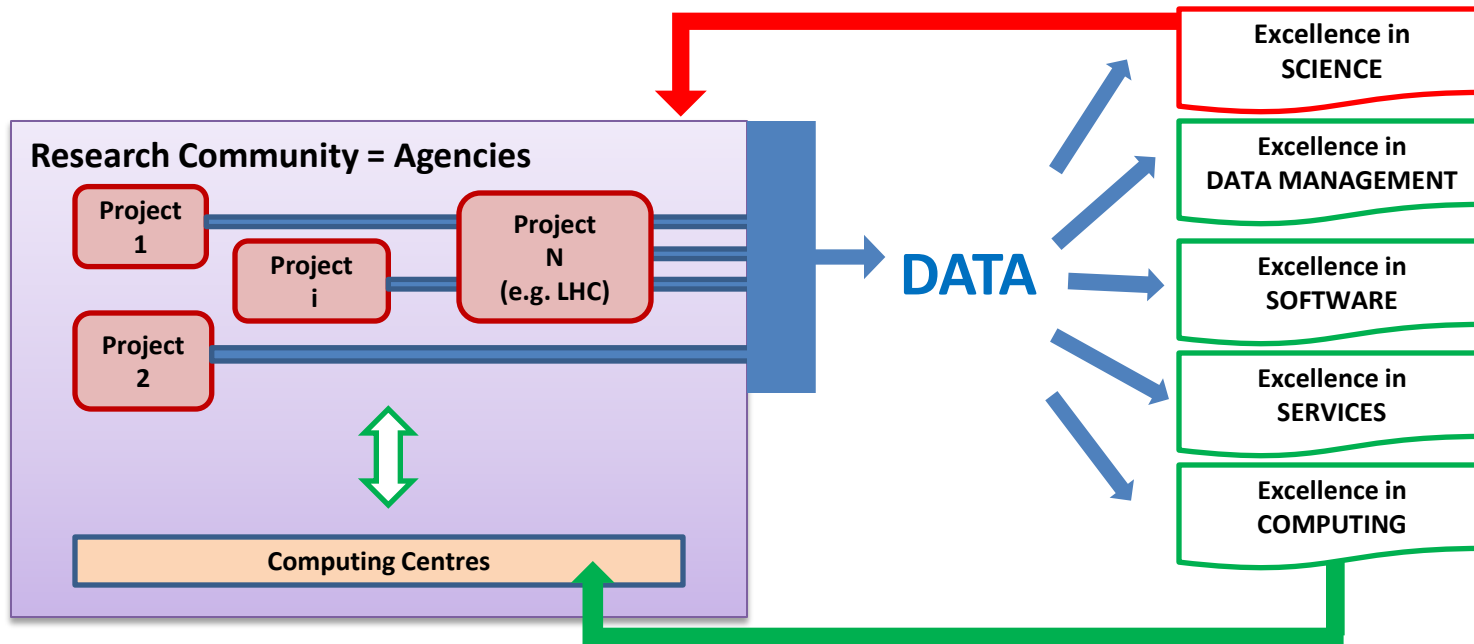 Research Community = Agencies
Project
1
Project
i
Project
N
(e.g. LHC)
Project
2
Computing Centres
DATA
Excellence in
SCIENCE
Excellence in
DATA MANAGEMENT
Excellence in
SOFTWARE
Excellence in
SERVICES
Excellence in
COMPUTING